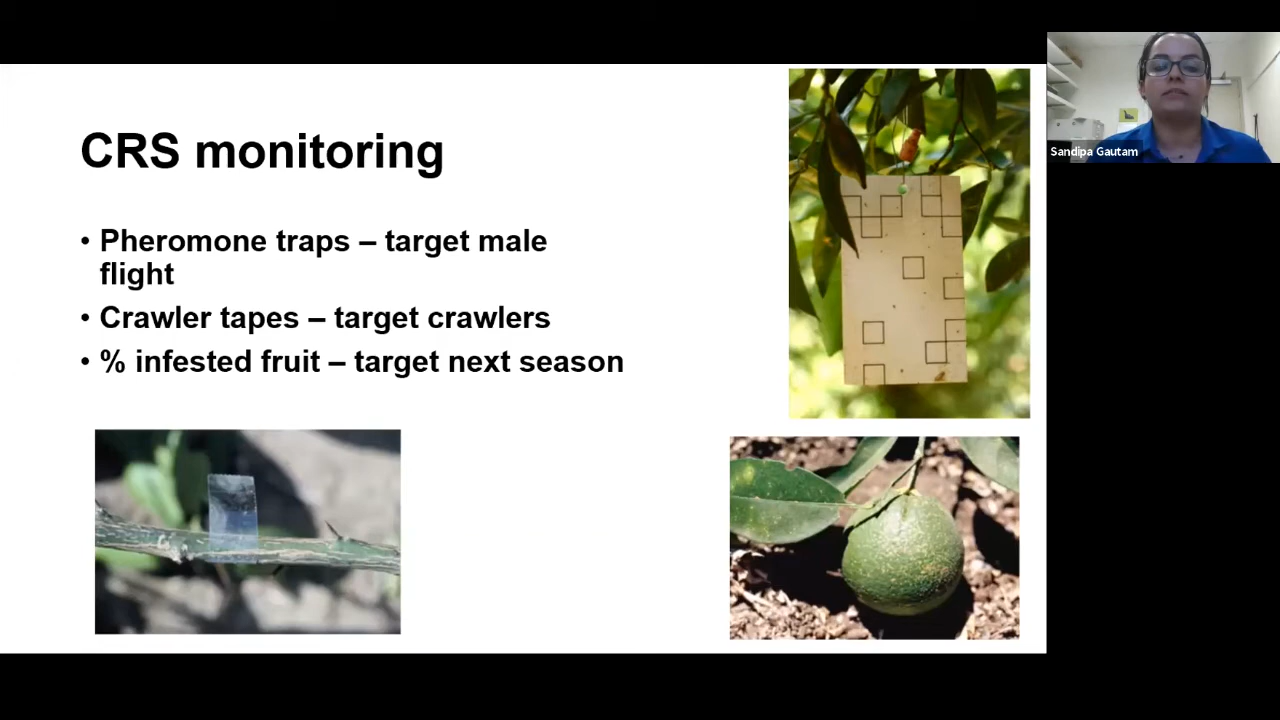 CRS monitoring
• Pheromone traps – target male
flight
• Crawler tapes – target crawlers
• % infested fruit – target next season
Sandipa Gautam